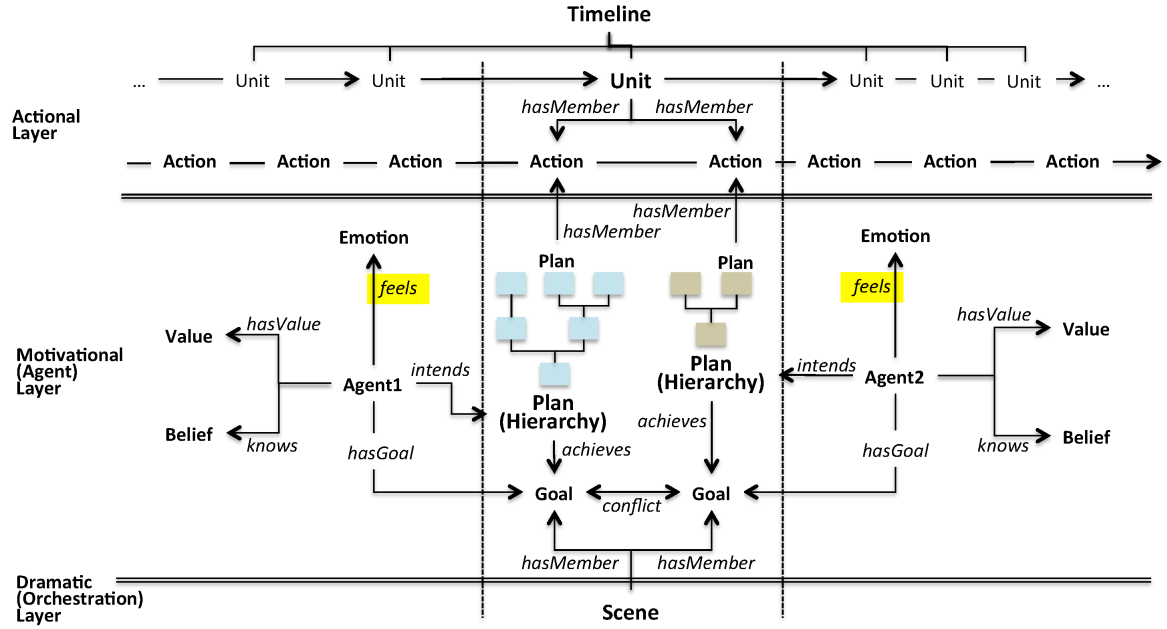 Timeline
... Unit Unit Unit Unit Unit Unit ...
hasMember hasMember
Actional
Layer
Action Action Action Action Action Action Action Action
hasMember
hasMember
Emotion
Emotion
Plan
Plan
feels
feels
hasValue
hasValue
Value
Value
Motivational
(Agent)
Layer
intends
intends
Agent1
Agent2
Plan
(Hierarchy)
Plan
(Hierarchy)
Belief
Belief
knows
knows
hasGoal
hasGoal
achieves
achieves
Goal
conflict
Goal
hasMember hasMember
Dramatic
(Orchestration)
Layer
Scene